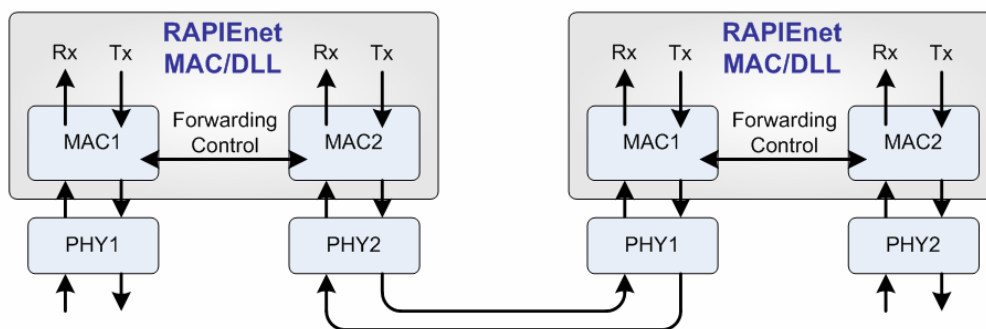 RAPIEnet
MAC/DLL
Rx Tx Rx Tx
MAC1
Forwarding
Control
MAC2
PHY1 PHY2
RAPIEnet
MAC/DLL
Rx Tx Rx Tx
MAC1
Forwarding
Control
MAC2
PHY1 PHY2